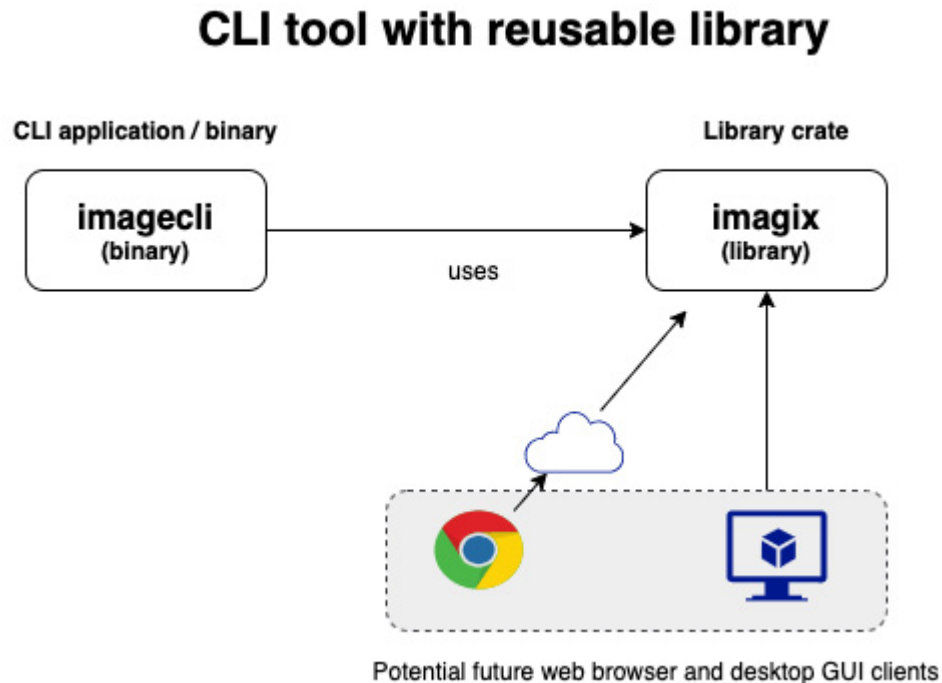 CLI tool with reusable library
CLI application / binary
Library crate
imagecli
(binary)
imagix
(library)
uses
Potential future web browser and desktop GUI clients